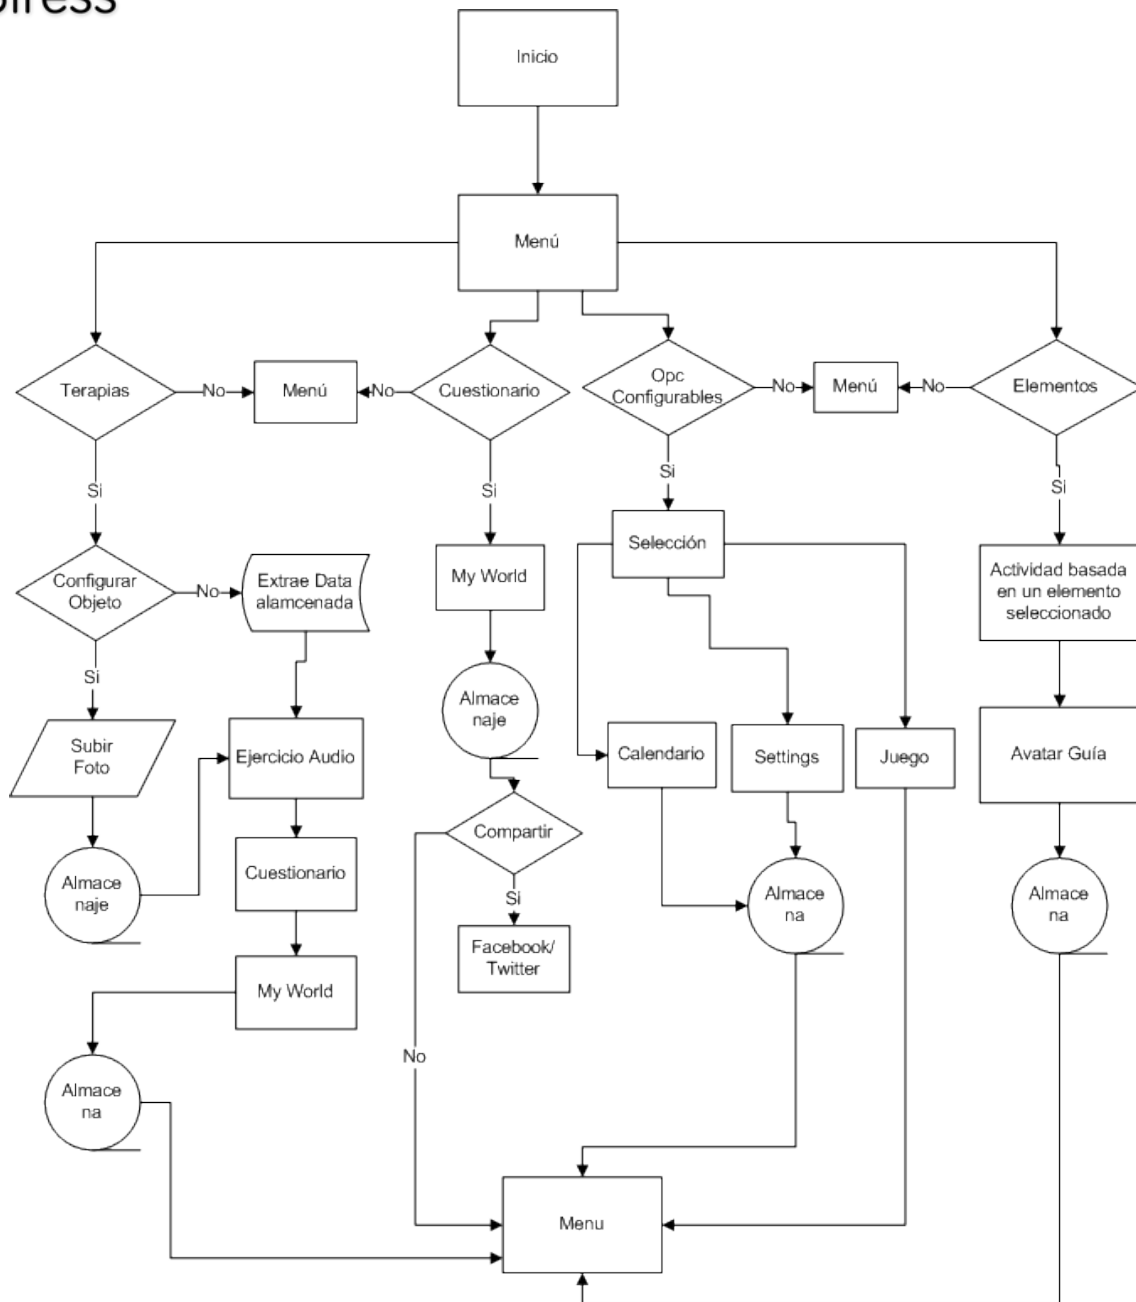 Inicio
Menú
Terapias
No
Menú
No
Cuestionario
Opc
Configurables
No
Menú
No
Elementos
Si
Si
Si
Si
Configurar
Objeto
No
Extrae Data
alamcenada
My World
Selección
Actividad basada
en un elemento
seleccionado
Si
Subir
Foto
Ejercicio Audio
Almace
naje
Calendario
Settings
Juego
Avatar Guía
Compartir
Almace
naje
Cuestionario
Si
Almace
na
Almace
na
Facebook/
Twitter
My World
No
Almace
na
Menu